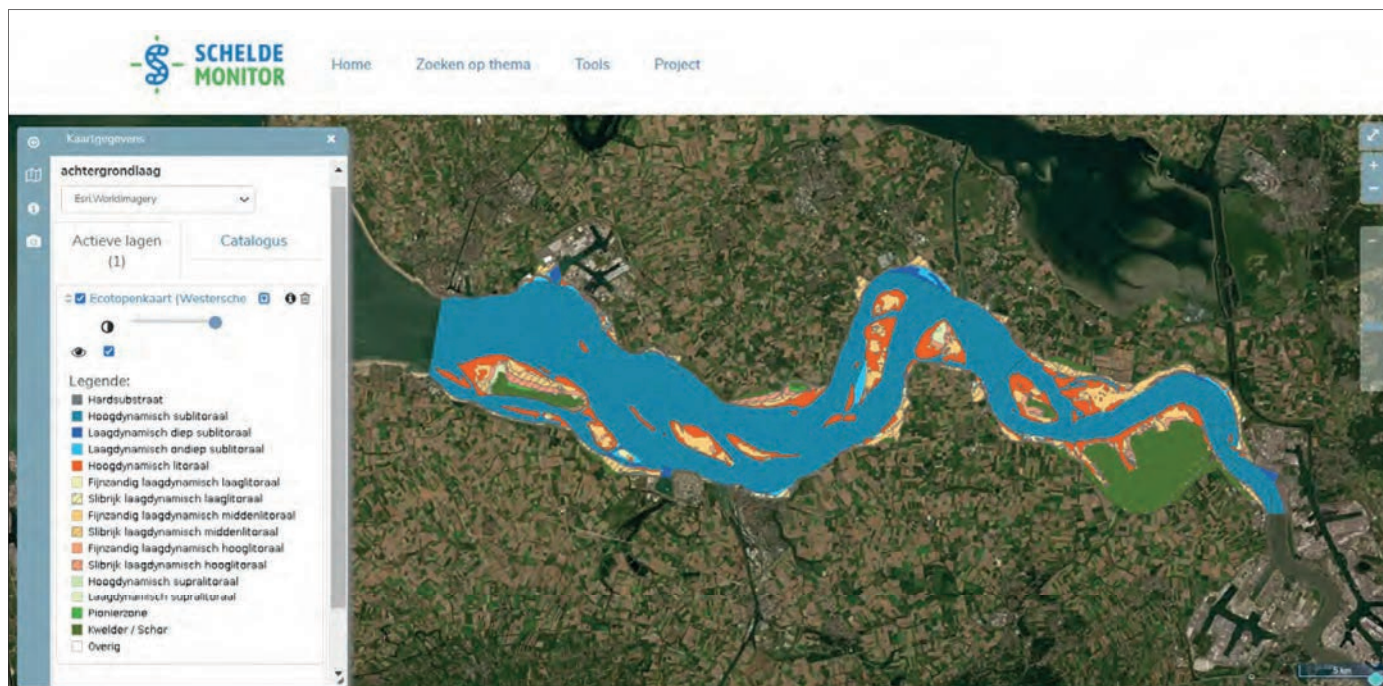 SCHELDE
MONITOR
Home
Zoeken op thema
Tools
Project
Kaartgegevens
achtergrondlaag
Esri.WorldImagery
Actieve lagen
(1)
Catalogus
Ecotopenkaart (Westersche
Legende:
Hardsubstraat
Hoogdynamisch sublitoraal
Laagdynamisch diep sublitoraal
Laagdynamisch ondiep sublitoraal
Hoogdynamisch litoraal
Fijnzandig laagdynamisch laaglitoraal
Slibrijk laagdynamisch laaglitoraal
Fijnzandig laagdynamisch middenlitoraal
Slibrijk laagdynamisch middenlitoraal
Fijnzandig laagdynamisch hooglitoraal
Slibrijk laagdynamisch hooglitoraal
Hoogdynamisch supralitoraal
Laagdynamisch supralitoraal
Pionierzone
Kwelder / Schor
Overig
5 km